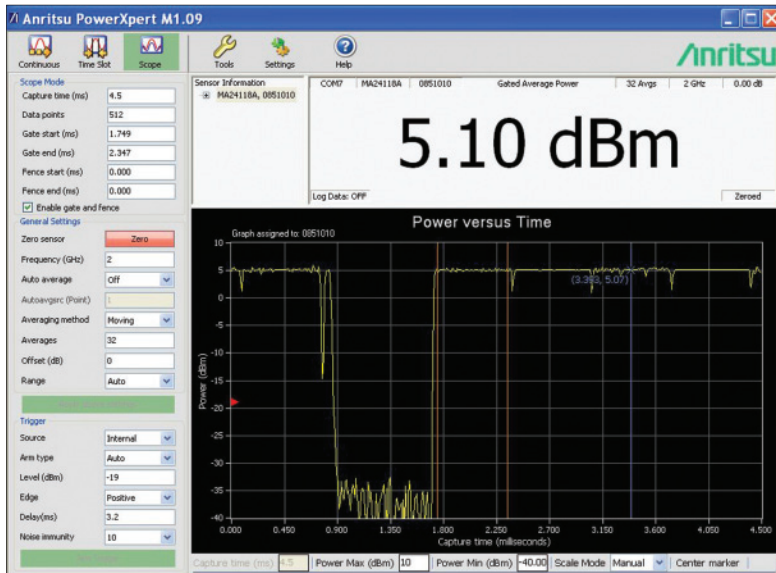 Anritsu PowerXpert M1.09
Continuous Time Slot Scope Tools Settings Help
Anritsu
Scope Mode
Capture time (ms) 4.5
Data points 512
Gate start (ms) 1.749
Gate end (ms) 2.347
Fence start (ms) 0.000
Fence end (ms) 0.000
Enable gate and fence
General Settings
Zero sensor Zero
Frequency (GHz) 2
Auto average Off
Autoavgsrc (Point) 1
Averaging method Moving
Averages 32
Offset (dB) 0
Range Auto
Trigger
Source Internal
Arm type Auto
Level (dBm) -19
Edge Positive
Delay(ms) 3.2
Noise immunity 10
Sensor Information
MA24118A, 0851010
COM7 MA24118A 0851010 Gated Average Power 32 Avgs 2 GHz 0.00 dB
5.10 dBm
Log Data: OFF Zeroed
Power versus Time
Graph assigned to: 0851010
10
5
0
-5
-10
-15
-20
-25
-30
-35
-40
Power (dBm)
(3.393, 5.07)
0.000 0.450 0.900 1.350 1.800 2.250 2.700 3.150 3.600 4.050 4.500
Capture time (milliseconds)
Capture time (ms) 4.5 Power Max (dBm) 10 Power Min (dBm) -40.00 Scale Mode Manual Center marker